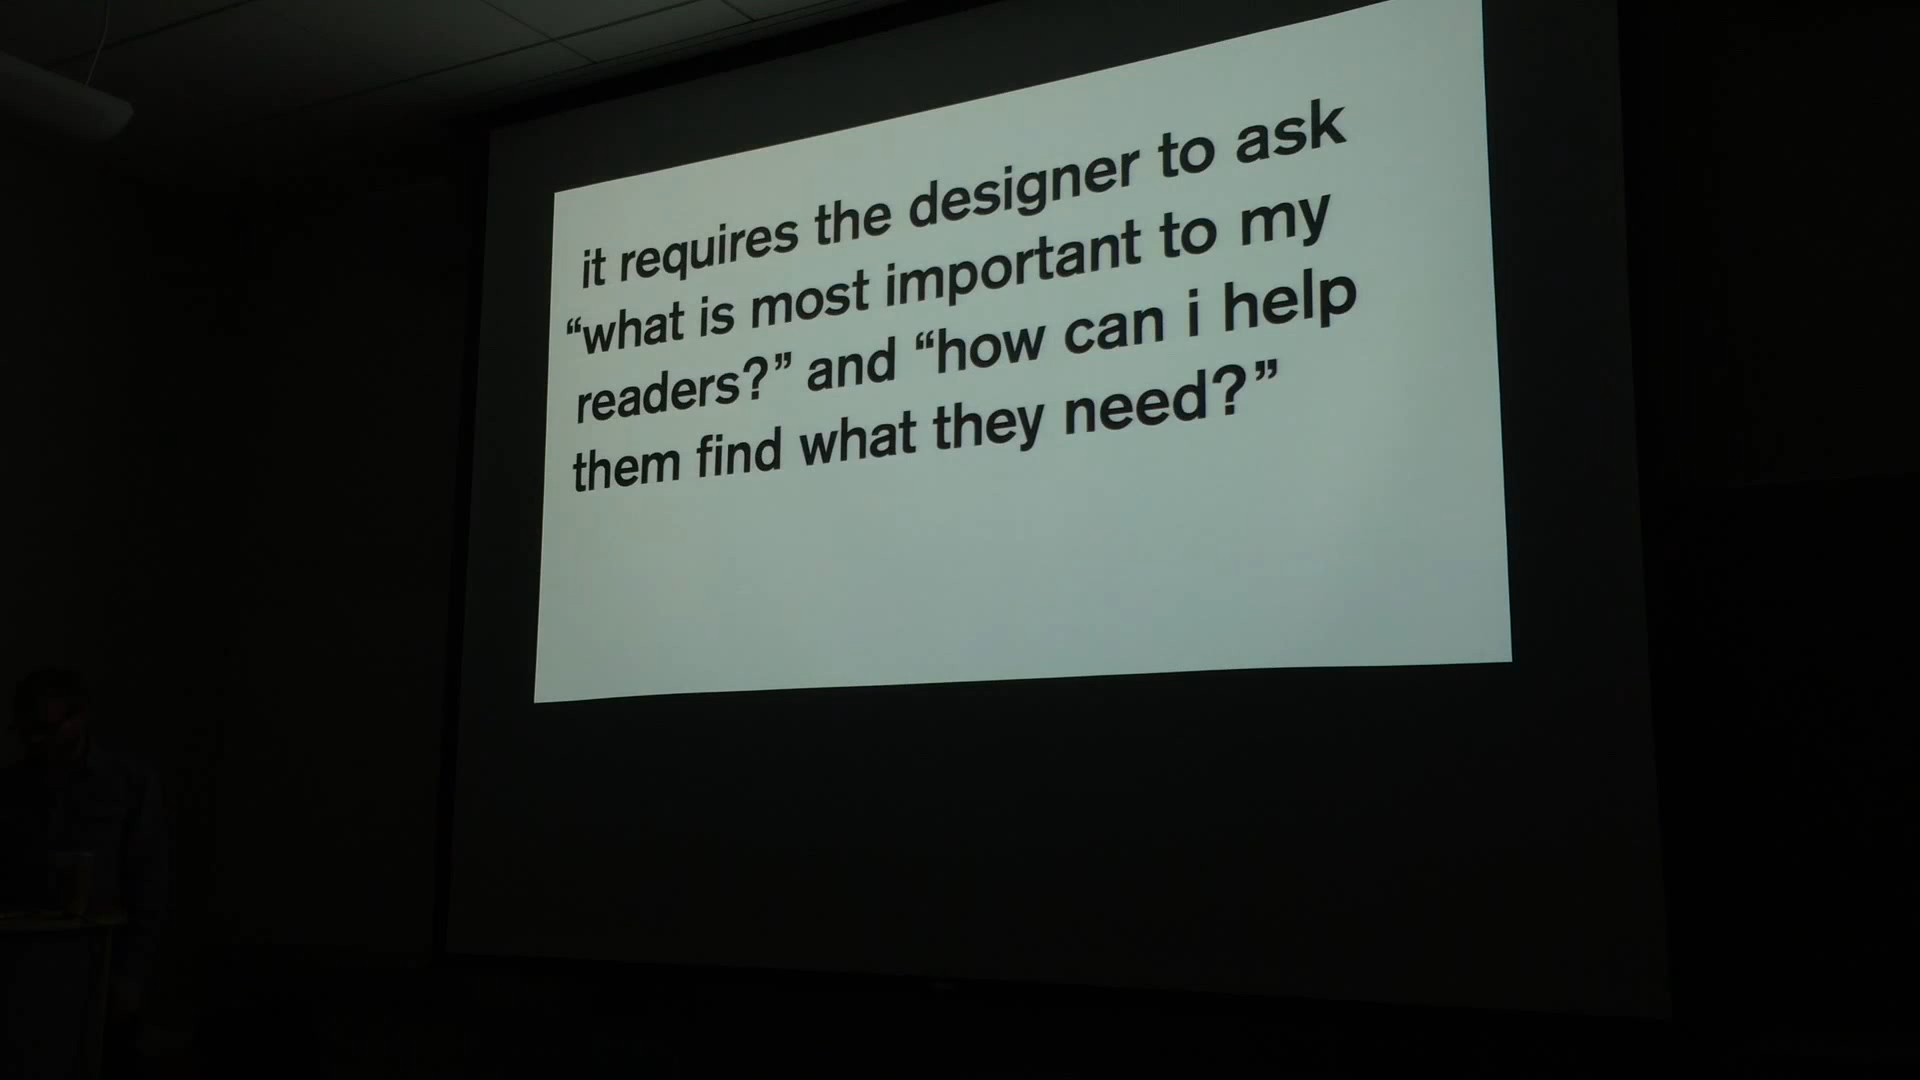 it requires the designer to ask
“what is most important to my
readers?” and “how can i help
them find what they need?”